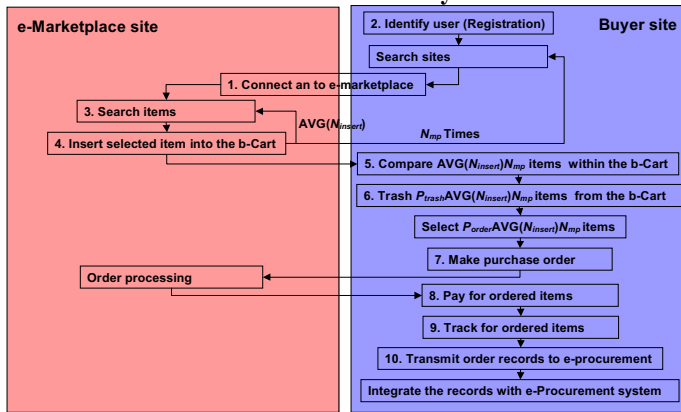 e-Marketplace site
Buyer site
2. Identify user (Registration)
Search sites
1. Connect an to e-marketplace
3. Search items
AVG(Ninsert)
Nmp Times
4. Insert selected item into the b-Cart
5. Compare AVG(Ninsert)Nmp items within the b-Cart
6. Trash PtrashAVG(Ninsert)Nmp items from the b-Cart
Select PorderAVG(Ninsert)Nmp items
7. Make purchase order
Order processing
8. Pay for ordered items
9. Track for ordered items
10. Transmit order records to e-procurement
Integrate the records with e-Procurement system